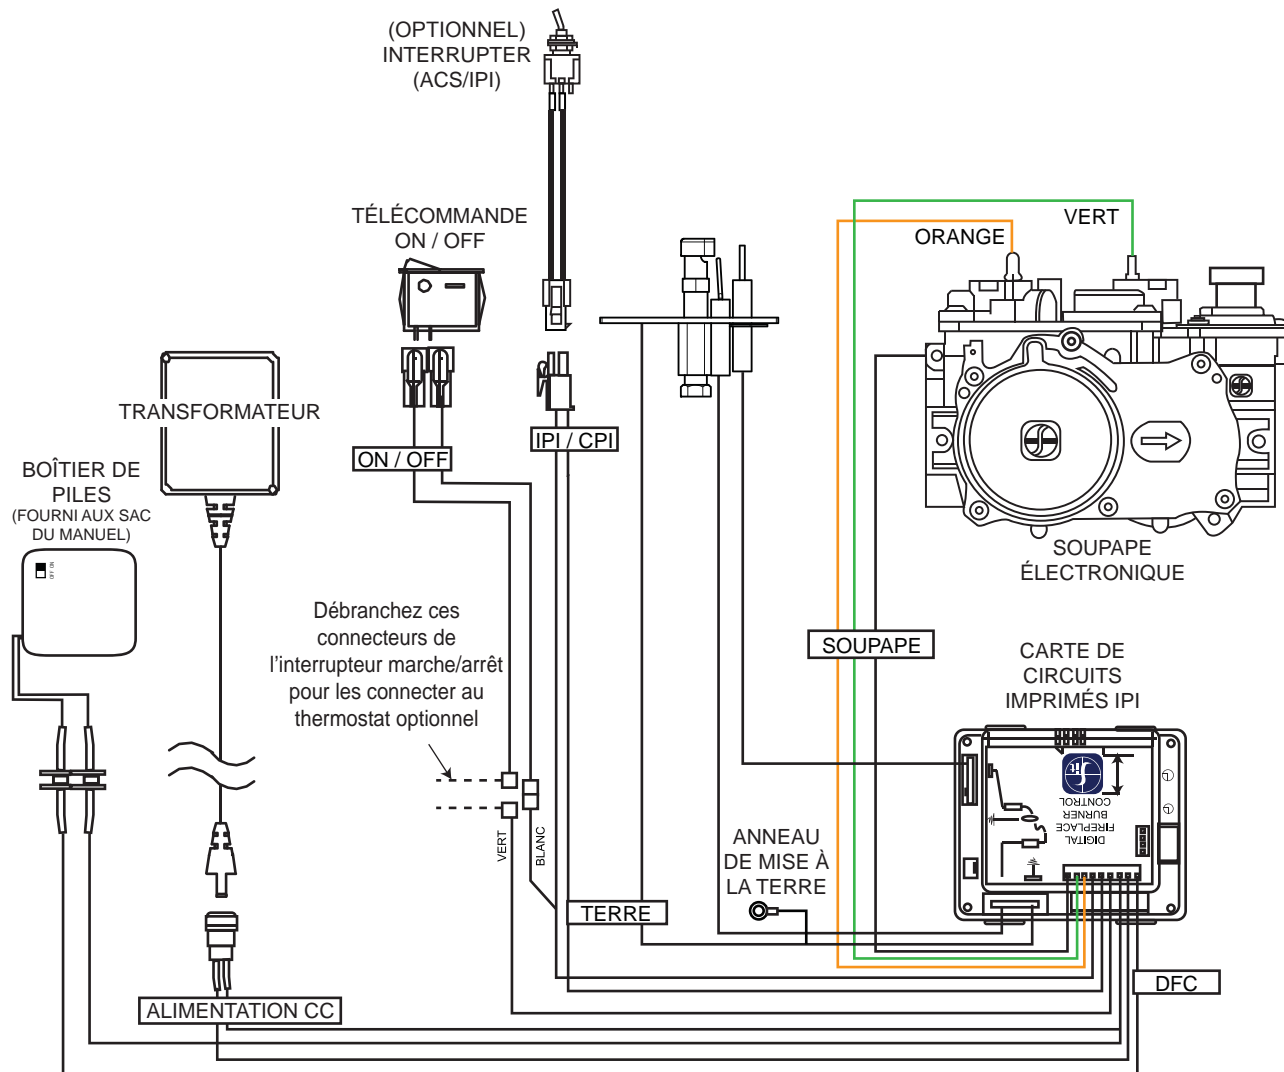 (OPTIONNEL)
INTERRUPTER
(ACS/IPI)
TÉLÉCOMMANDE
ON / OFF
VERT
ORANGE
TRANSFORMATEUR
IPI / CPI
ON / OFF
BOÎTIER DE
PILES
(FOURNI AUX SAC
DU MANUEL)
OFF ON
SOUPAPE
ÉLECTRONIQUE
Débranchez ces
connecteurs de
l'interrupteur marche/arrêt
pour les connecter au
thermostat optionnel
SOUPAPE
CARTE DE
CIRCUITS
IMPRIMÉS IPI
fit
DIGITAL
FIREPLACE
BURNER
CONTROL
VERT
BLANC
ANNEAU
DE MISE À
LA TERRE
TERRE
DFC
ALIMENTATION CC